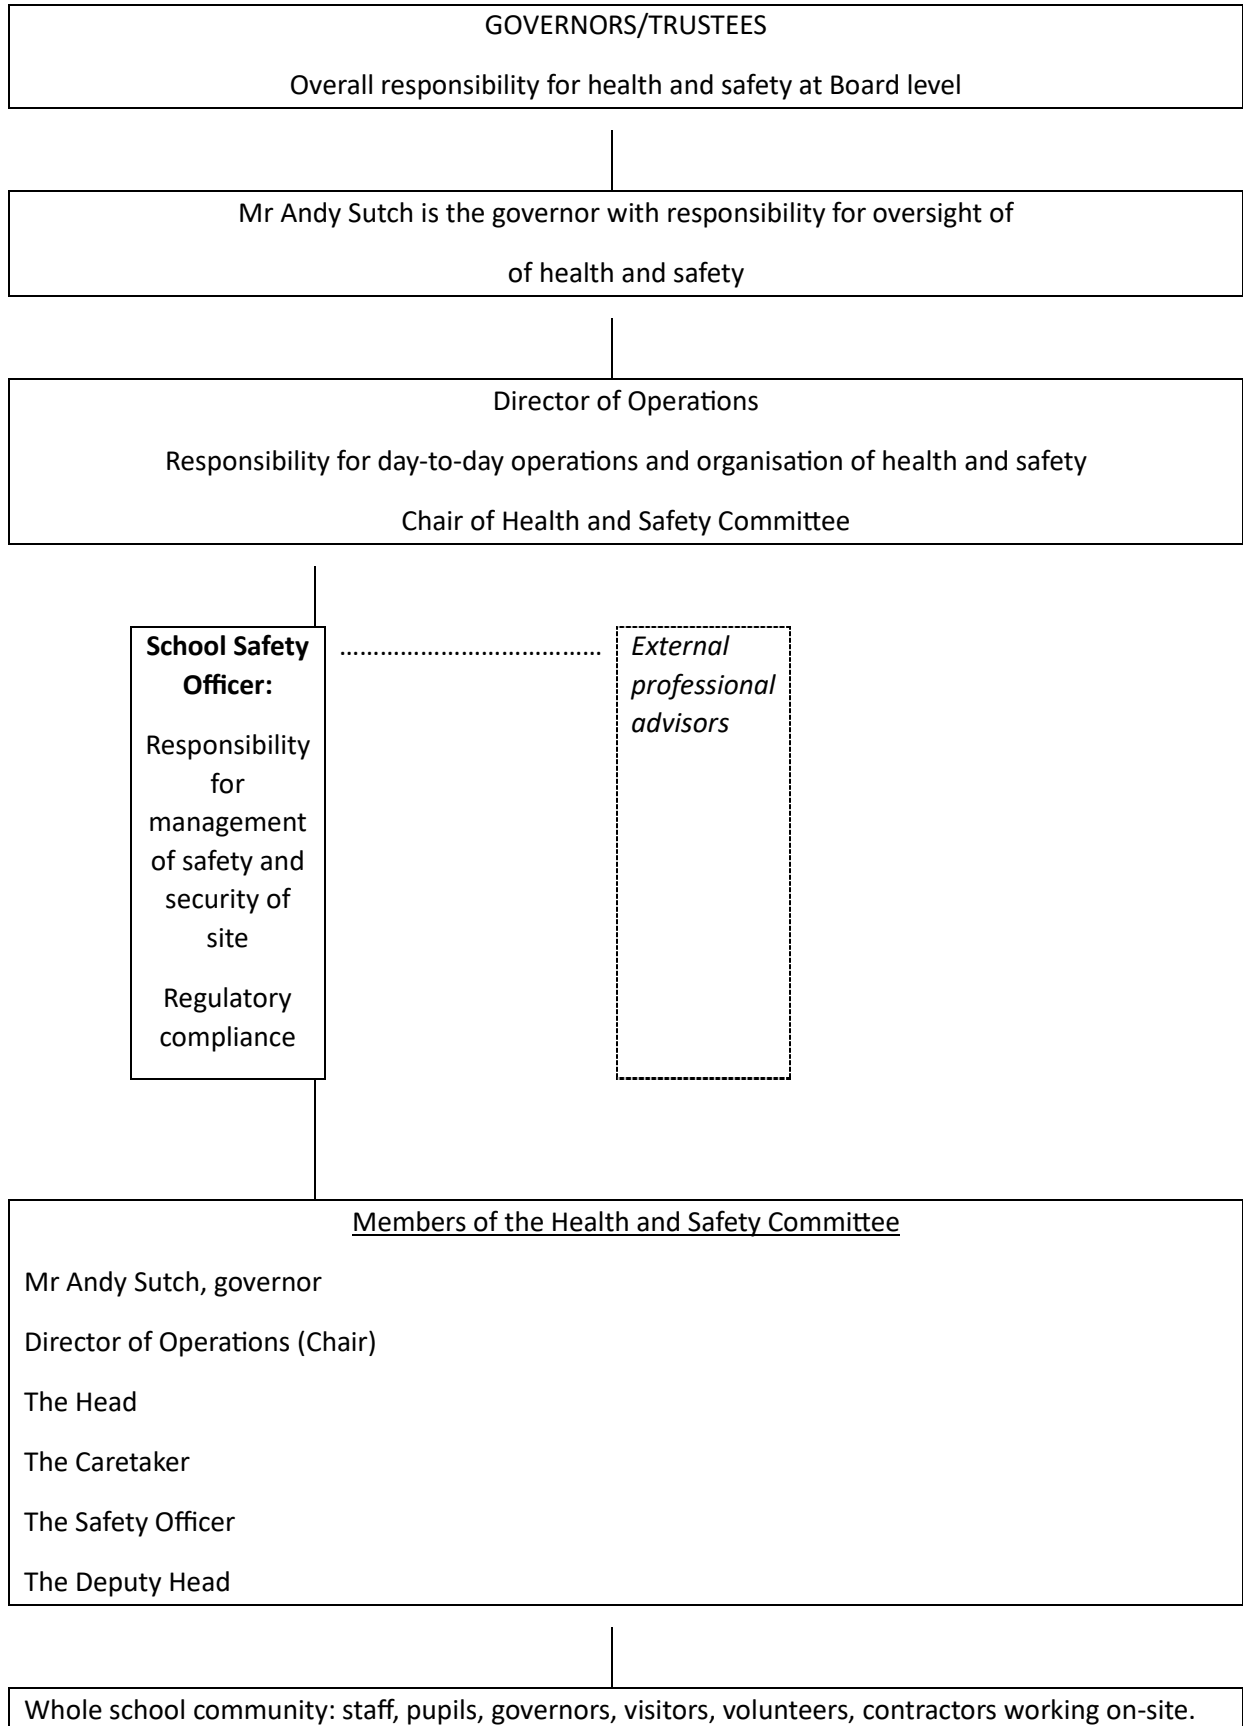 GOVERNORS/TRUSTEES
Overall responsibility for health and safety at Board level
Mr Andy Sutch is the governor with responsibility for oversight of
of health and safety
Director of Operations
Responsibility for day-to-day operations and organisation of health and safety
Chair of Health and Safety Committee
School Safety
Officer:
Responsibility
for
management
of safety and
security of
site
Regulatory
compliance
.......................................
External
professional
advisors
Members of the Health and Safety Committee
Mr Andy Sutch, governor
Director of Operations (Chair)
The Head
The Caretaker
The Safety Officer
The Deputy Head
Whole school community: staff, pupils, governors, visitors, volunteers, contractors working on-site.